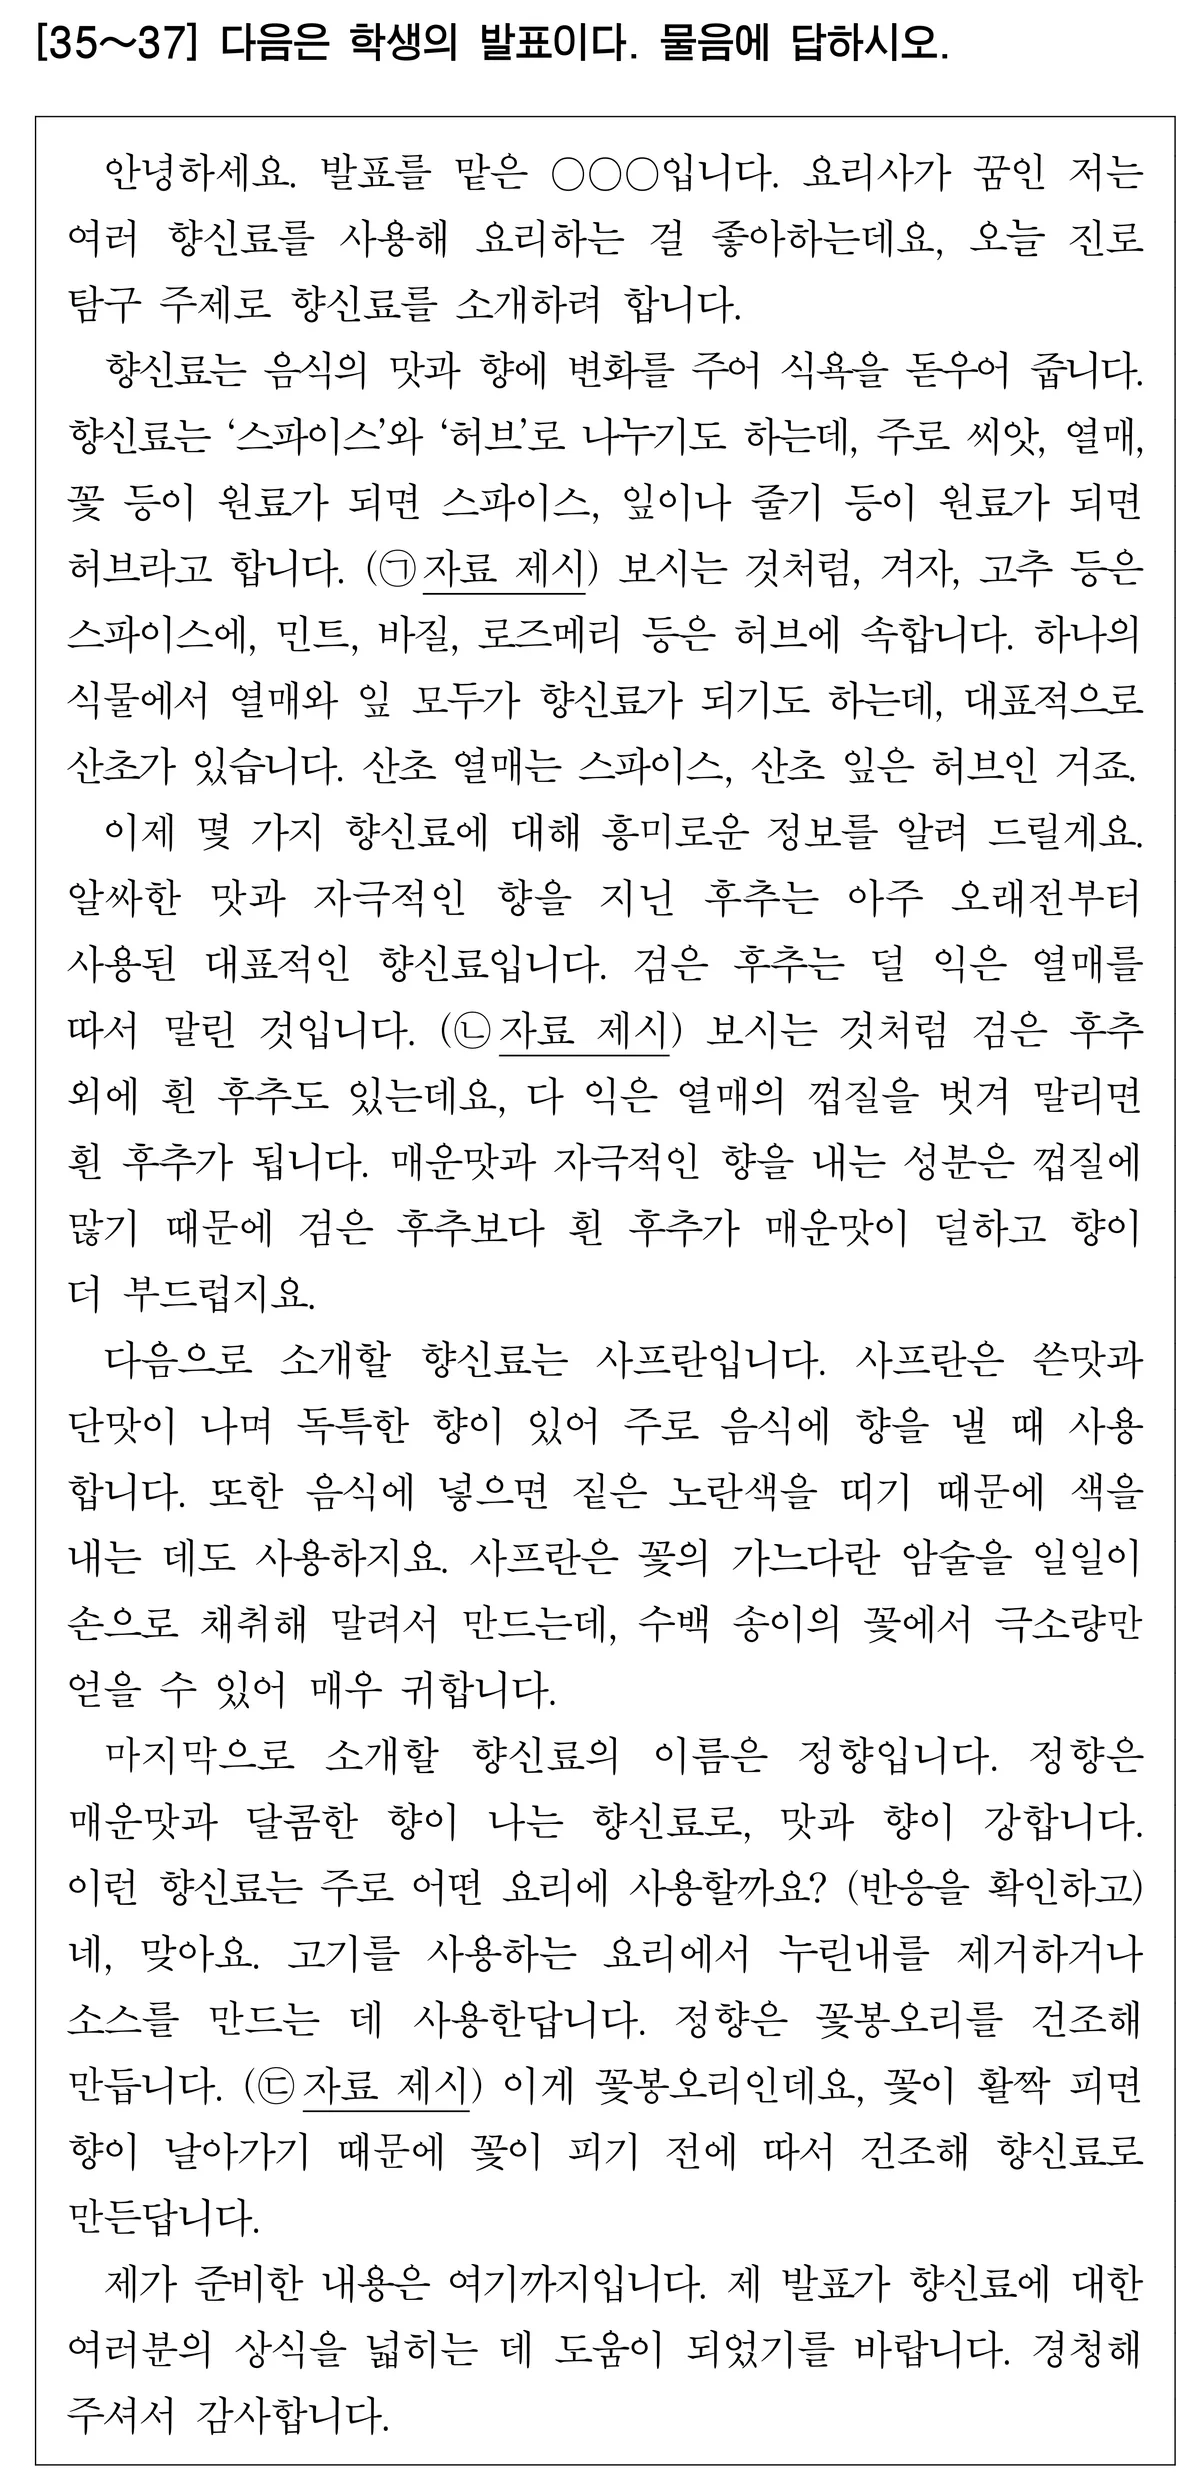 [35～37] 다음은 학생의 발표이다. 물음에 답하시오.
안녕하세요. 발표를 맡은 ○○○입니다. 요리사가 꿈인 저는
여러 향신료를 사용해 요리하는 걸 좋아하는데요, 오늘 진로
탐구 주제로 향신료를 소개하려 합니다.
향신료는 음식의 맛과 향에 변화를 주어 식욕을 돋우어 줍니다.
향신료는 ‘스파이스’와 ‘허브’로 나누기도 하는데, 주로 씨앗, 열매,
꽃 등이 원료가 되면 스파이스, 잎이나 줄기 등이 원료가 되면
허브라고 합니다. (㉠자료 제시) 보시는 것처럼, 겨자, 고추 등은
스파이스에, 민트, 바질, 로즈메리 등은 허브에 속합니다. 하나의
식물에서 열매와 잎 모두가 향신료가 되기도 하는데, 대표적으로
산초가 있습니다. 산초 열매는 스파이스, 산초 잎은 허브인 거죠.
이제 몇 가지 향신료에 대해 흥미로운 정보를 알려 드릴게요.
알싸한 맛과 자극적인 향을 지닌 후추는 아주 오래전부터
사용된 대표적인 향신료입니다. 검은 후추는 덜 익은 열매를
따서 말린 것입니다. (㉡자료 제시) 보시는 것처럼 검은 후추
외에 흰 후추도 있는데요, 다 익은 열매의 껍질을 벗겨 말리면
흰 후추가 됩니다. 매운맛과 자극적인 향을 내는 성분은 껍질에
많기 때문에 검은 후추보다 흰 후추가 매운맛이 덜하고 향이
더 부드럽지요.
다음으로 소개할 향신료는 사프란입니다. 사프란은 쓴맛과
단맛이 나며 독특한 향이 있어 주로 음식에 향을 낼 때 사용
합니다. 또한 음식에 넣으면 짙은 노란색을 띠기 때문에 색을
내는 데도 사용하지요. 사프란은 꽃의 가느다란 암술을 일일이
손으로 채취해 말려서 만드는데, 수백 송이의 꽃에서 극소량만
얻을 수 있어 매우 귀합니다.
마지막으로 소개할 향신료의 이름은 정향입니다. 정향은
매운맛과 달콤한 향이 나는 향신료로, 맛과 향이 강합니다.
이런 향신료는 주로 어떤 요리에 사용할까요? (반응을 확인하고)
네, 맞아요. 고기를 사용하는 요리에서 누린내를 제거하거나
소스를 만드는 데 사용한답니다. 정향은 꽃봉오리를 건조해
만듭니다. (㉢자료 제시) 이게 꽃봉오리인데요, 꽃이 활짝 피면
향이 날아가기 때문에 꽃이 피기 전에 따서 건조해 향신료로
만든답니다.
제가 준비한 내용은 여기까지입니다. 제 발표가 향신료에 대한
여러분의 상식을 넓히는 데 도움이 되었기를 바랍니다. 경청해
주셔서 감사합니다.